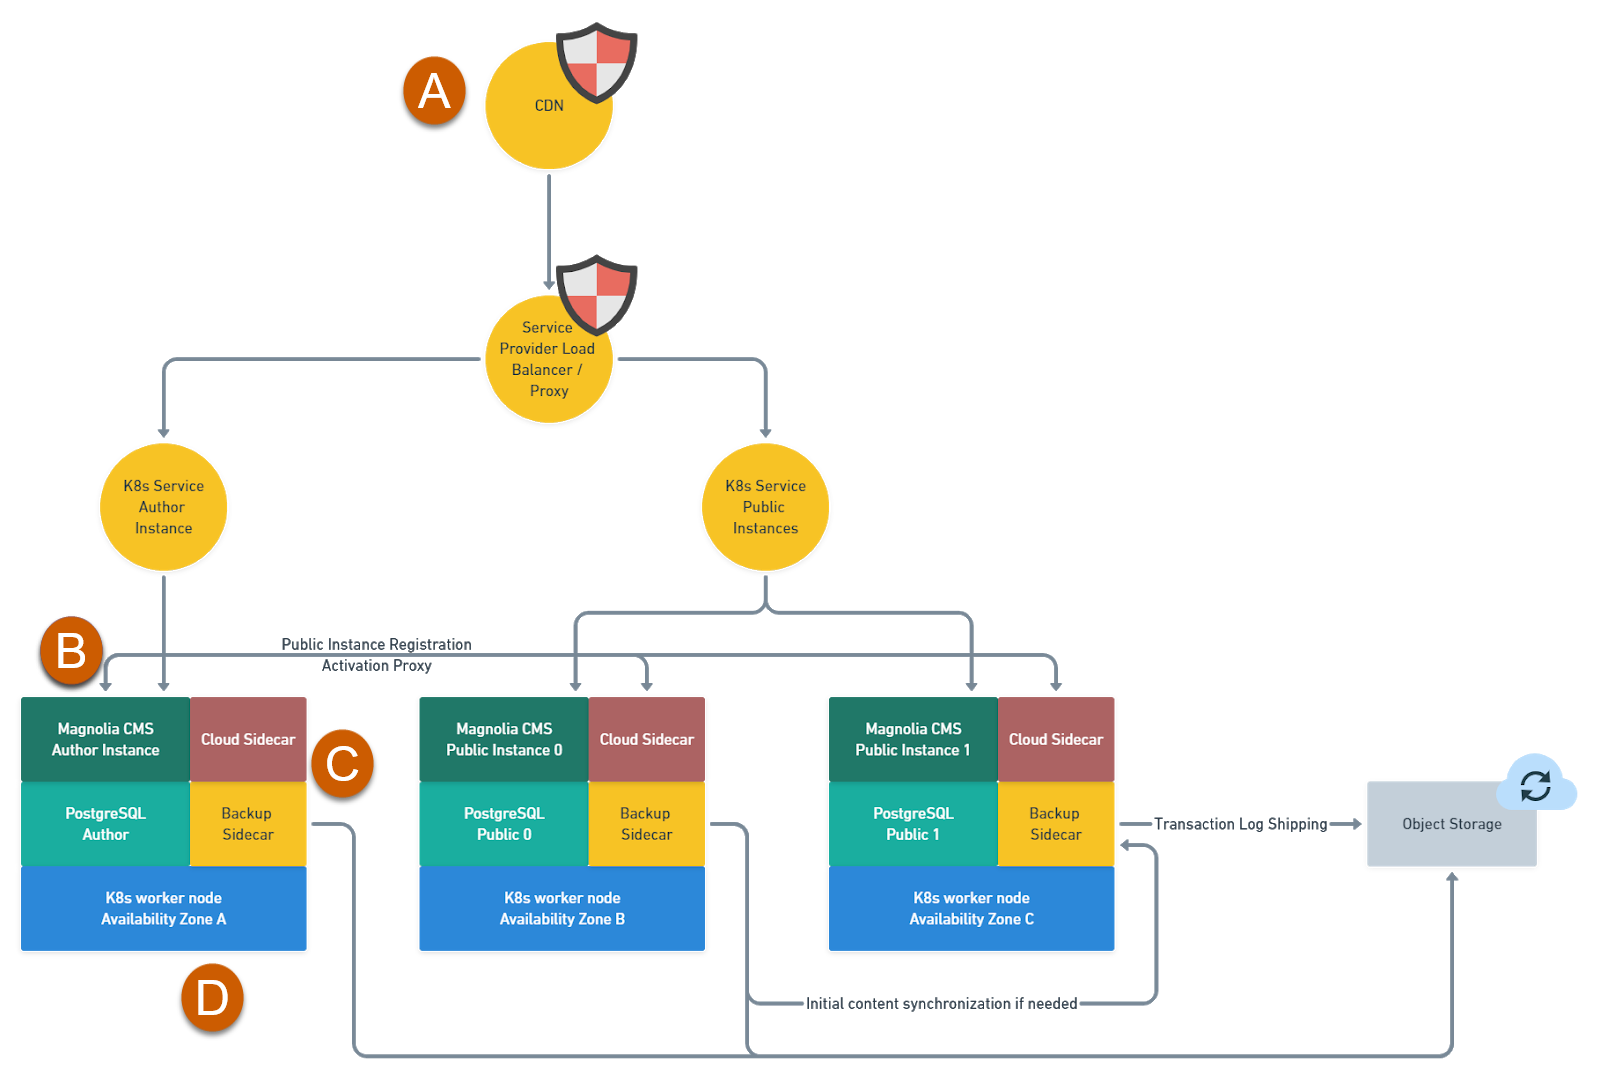 A
CDN
Service
Provider Load
Balancer /
Proxy
K8s Service
Author
Instance
K8s Service
Public
Instances
B
Public Instance Registration
Activation Proxy
Magnolia CMS
Author Instance
Cloud Sidecar
C
Magnolia CMS
Public Instance 0
Cloud Sidecar
Magnolia CMS
Public Instance 1
Cloud Sidecar
PostgreSQL
Author
Backup
Sidecar
PostgreSQL
Public 0
Backup
Sidecar
PostgreSQL
Public 1
Backup
Sidecar
Transaction Log Shipping
Object Storage
K8s worker node
Availability Zone A
K8s worker node
Availability Zone B
K8s worker node
Availability Zone C
D
Initial content synchronization if needed